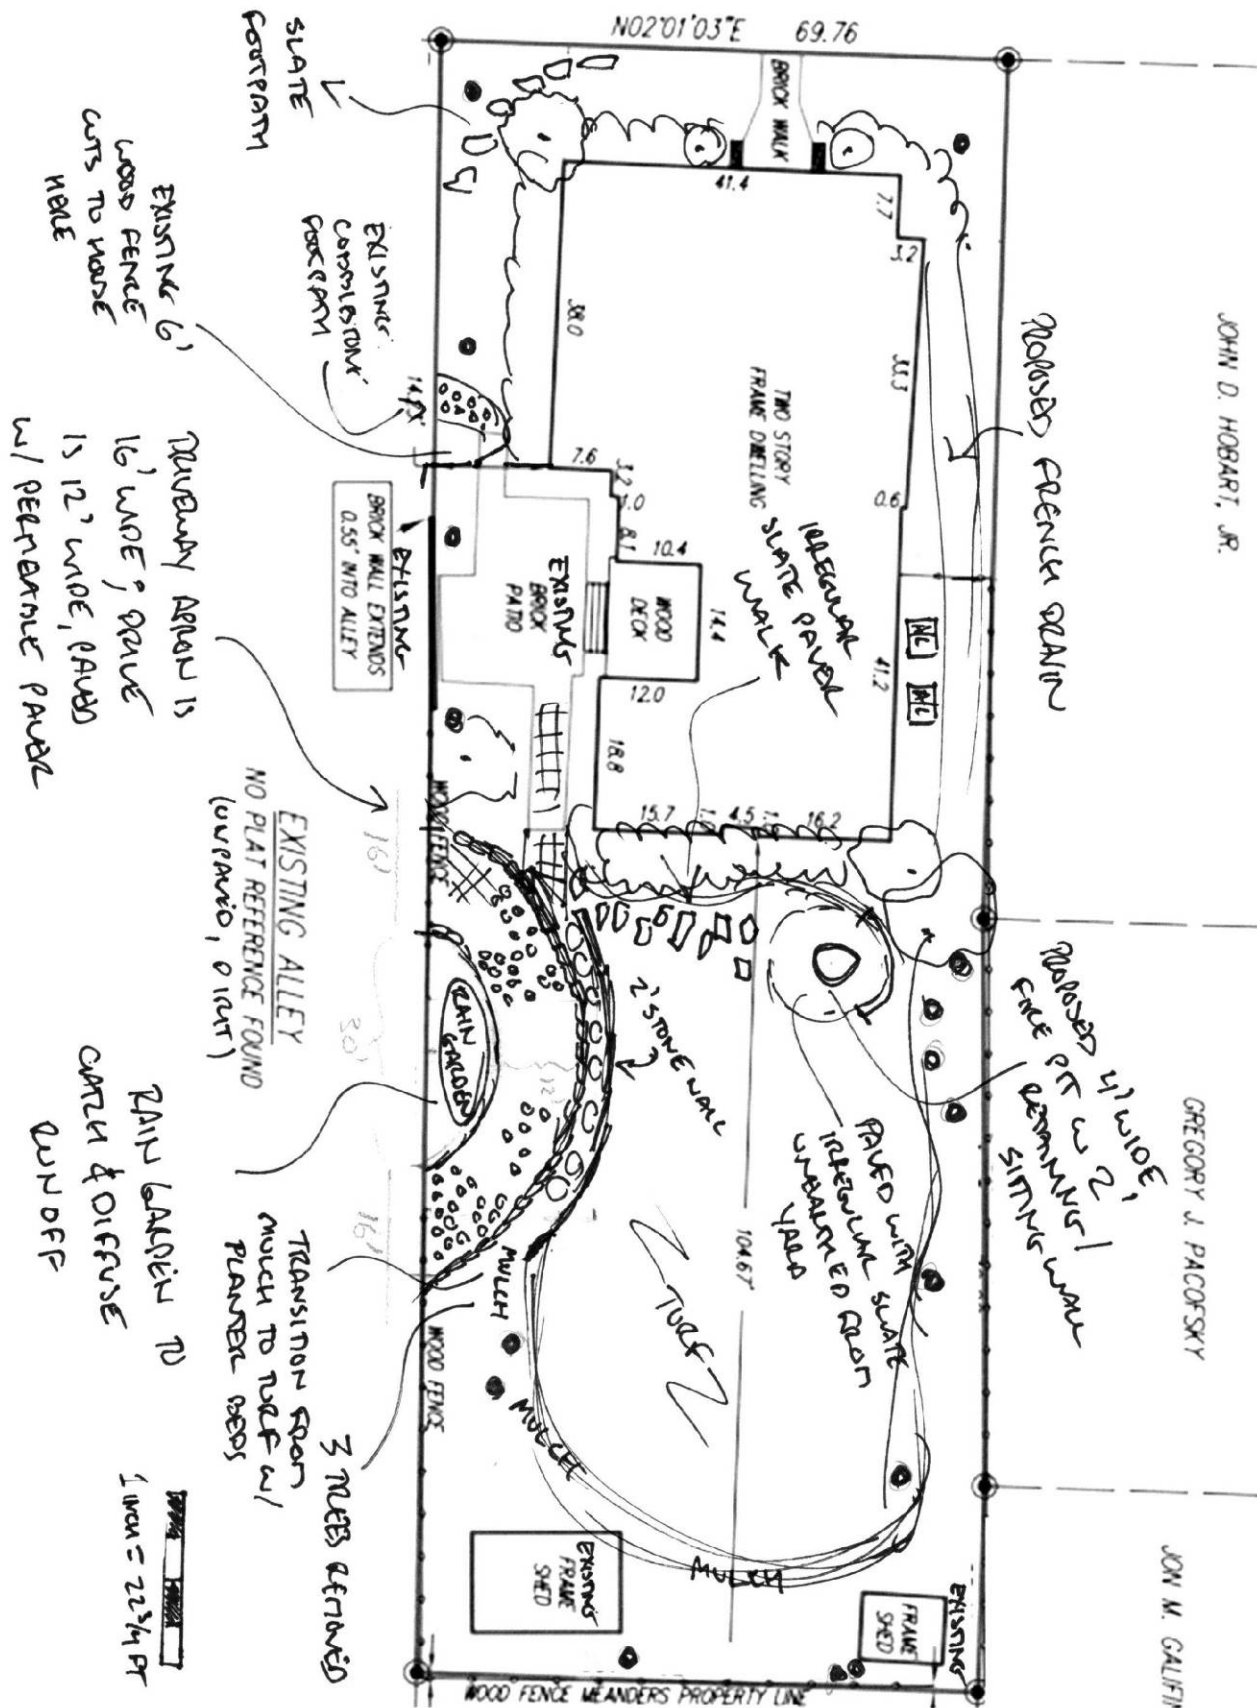 N02°01'03"E 69.76
SLATE
FOOTPATH
BRICK WALK
41.4
7.7
3.2
JOHN D. HOBART, JR.
EXISTING 6'
WOOD FENCE
CUTS TO HOUSE
HERE
EXISTING
COBBLESTONE
FOOTPATH
38.0
33.3
PROPOSED FRENCH DRAIN
TWO STORY
FRAME DWELLING
0.6
7.6
3.2
1.0
8.1
10.4
WOOD
DECK
14.4
12.0
18.8
41.2
A/C
A/C
IRREGULAR
SLATE PAVER
WALK
EXISTING
BRICK
PATIO
EXISTING
BRICK WALL EXTENDS
0.55' INTO ALLEY
DRIVEWAY APRON IS
16' WIDE, DRIVE
IS 12' WIDE, PAVED
W/ PERMEABLE PAVER
15.7
4.5
16.2
WOOD FENCE
16'
EXISTING ALLEY
NO PLAT REFERENCE FOUND
(UNPAVED, DIRT)
30'
RAIN
GARDEN
12'
2' STONE WALL
PROPOSED 4' WIDE
FIRE PIT W 2'
RETAINING/
SITTING WALL
GREGORY J. PACOFSKY
PAVED WITH
IRREGULAR SLATE
UNEARTHED FROM
YARD
104.67'
TURF
RAIN GARDEN TO
CATCH & DIFFUSE
RUNOFF
16'
TRANSITION FROM
MULCH TO TURF W/
PLANTER BEDS
MULCH
WOOD FENCE
3 TREES REMOVED
MULCH
MULCH
1 INCH = 22 3/4 FT
EXISTING
FRAME
SHED
EXISTING
FRAME
SHED
JON M. GALIFI
WOOD FENCE MEANDERS PROPERTY LINE